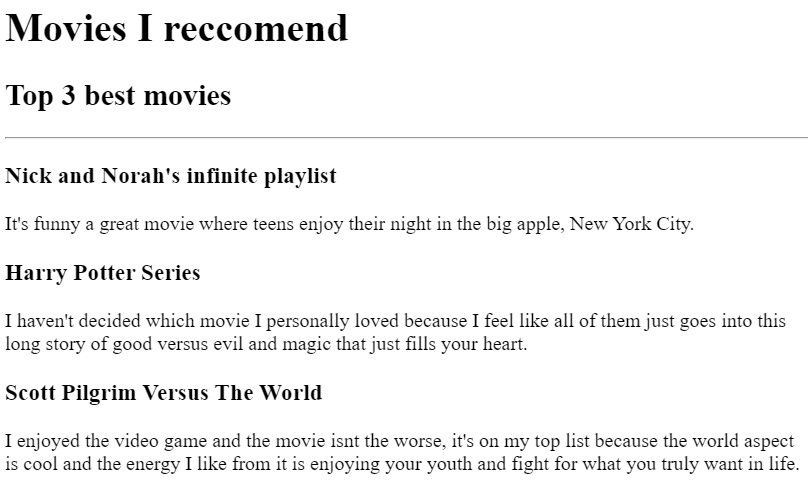 Movies I reccomend
Top 3 best movies
Nick and Norah's infinite playlist
It's funny a great movie where teens enjoy their night in the big apple, New York City.
Harry Potter Series
I haven't decided which movie I personally loved because I feel like all of them just goes into this
long story of good versus evil and magic that just fills your heart.
Scott Pilgrim Versus The World
I enjoyed the video game and the movie isnt the worse, it's on my top list because the world aspect
is cool and the energy I like from it is enjoying your youth and fight for what you truly want in life.